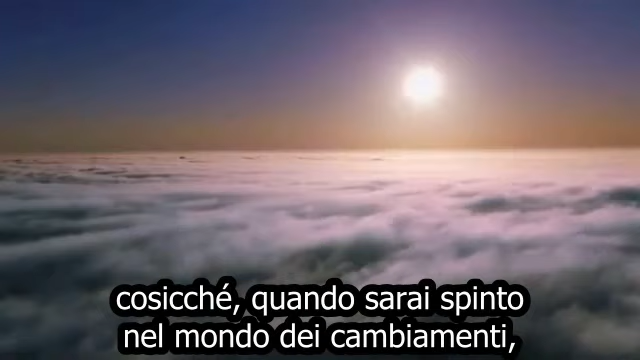 cosicché, quando sarai spinto
nel mondo dei cambiamenti,